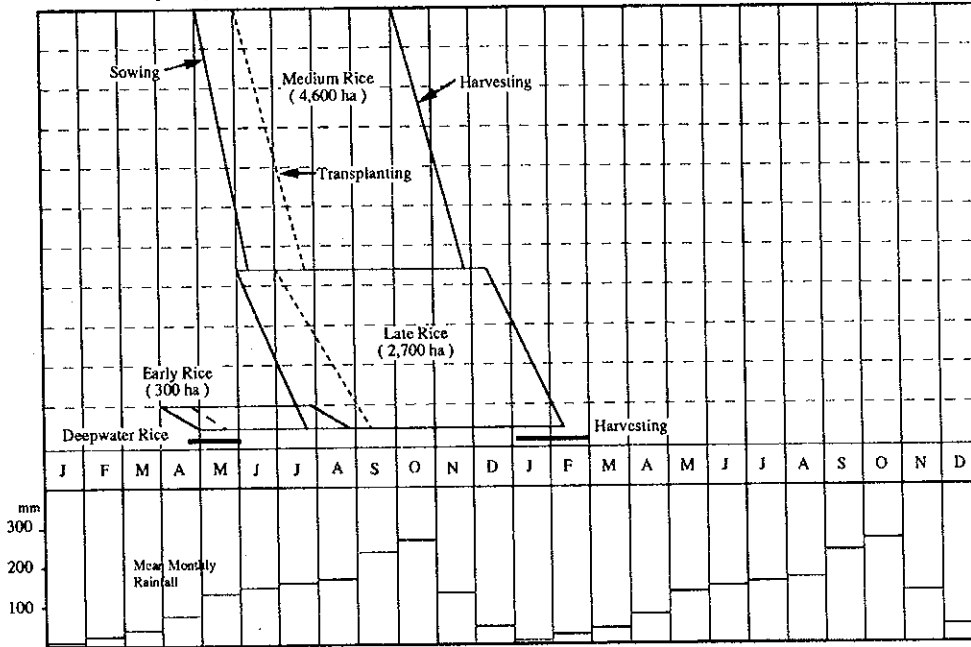 Sowing
Medium Rice
( 4,600 ha )
Harvesting
Transplanting
Late Rice
( 2,700 ha )
Early Rice
( 300 ha )
Deepwater Rice
Harvesting
J F M A M J J A S O N D J F M A M J J A S O N D
mm
300
200
100
Mean Monthly
Rainfall